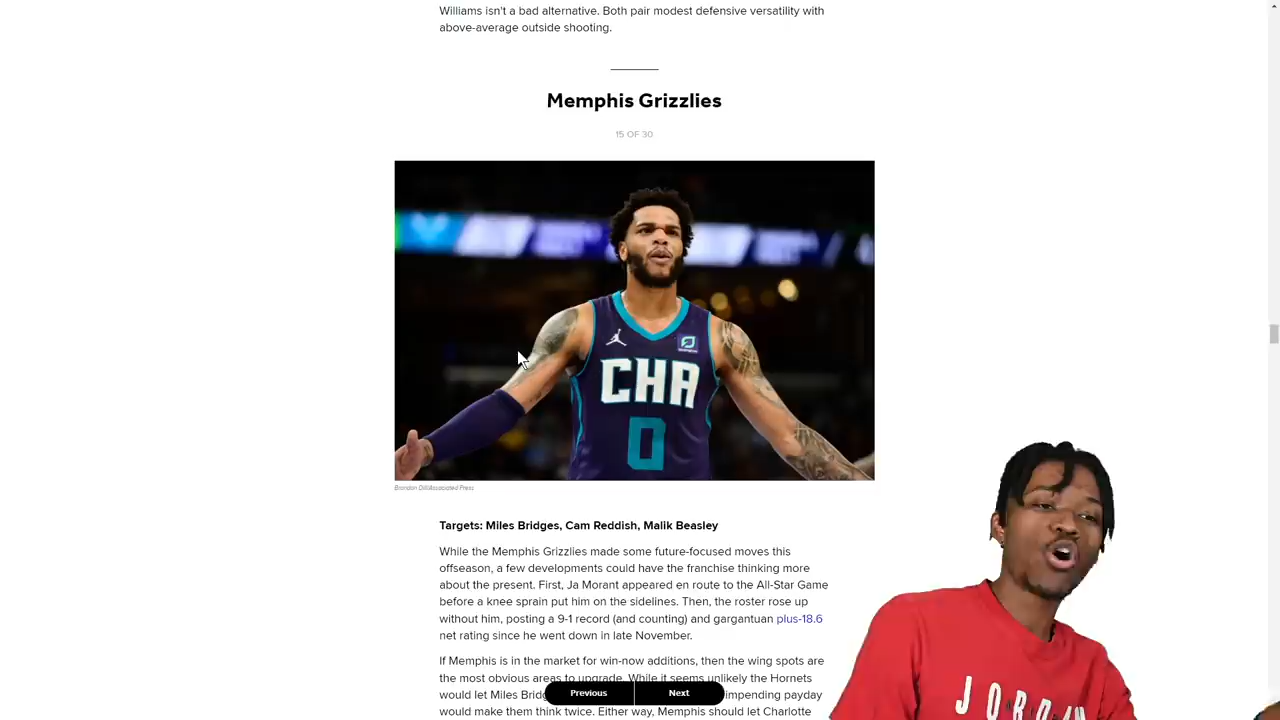 Williams isn't a bad alternative. Both pair modest defensive versatility with
above-average outside shooting.
Memphis Grizzlies
15 OF 30
CHA
0
Brandon Dill/Associated Press
Targets: Miles Bridges, Cam Reddish, Malik Beasley
While the Memphis Grizzlies made some future-focused moves this
offseason, a few developments could have the franchise thinking more
about the present. First, Ja Morant appeared en route to the All-Star Game
before a knee sprain put him on the sidelines. Then, the roster rose up
without him, posting a 9-1 record (and counting) and gargantuan plus-18.6
net rating since he went down in late November.
If Memphis is in the market for win-now additions, then the wing spots are
the most obvious areas to upgrade. While it seems unlikely the Hornets
would let Miles Bridg impending payday
would make them think twice. Either way, Memphis should let Charlotte
Previous
Next
JORDAN